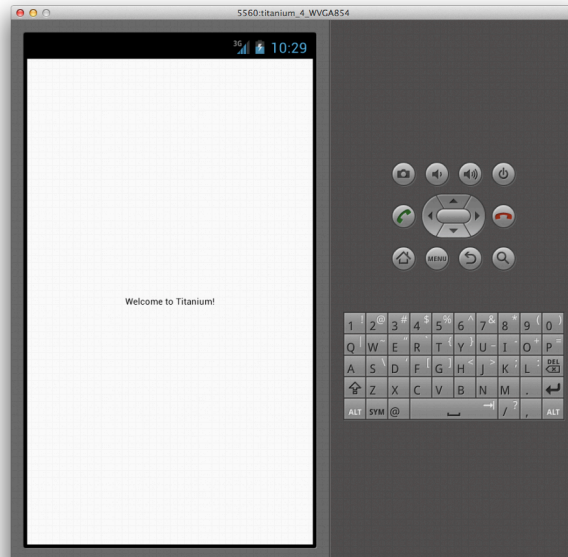 5560:titanium_4_WVGA854
3G 10:29
Welcome to Titanium!
MENU
1 ! 2 @ 3 # 4 $ 5 % 6 ^ 7 & 8 * 9 ( 0 )
Q | W ~ E " R ` T { Y } U _ I - O + P =
A S \ D ' F [ G ] H < J > K ; L : DEL
Z X C V B N M .
ALT SYM @ / ? , ALT